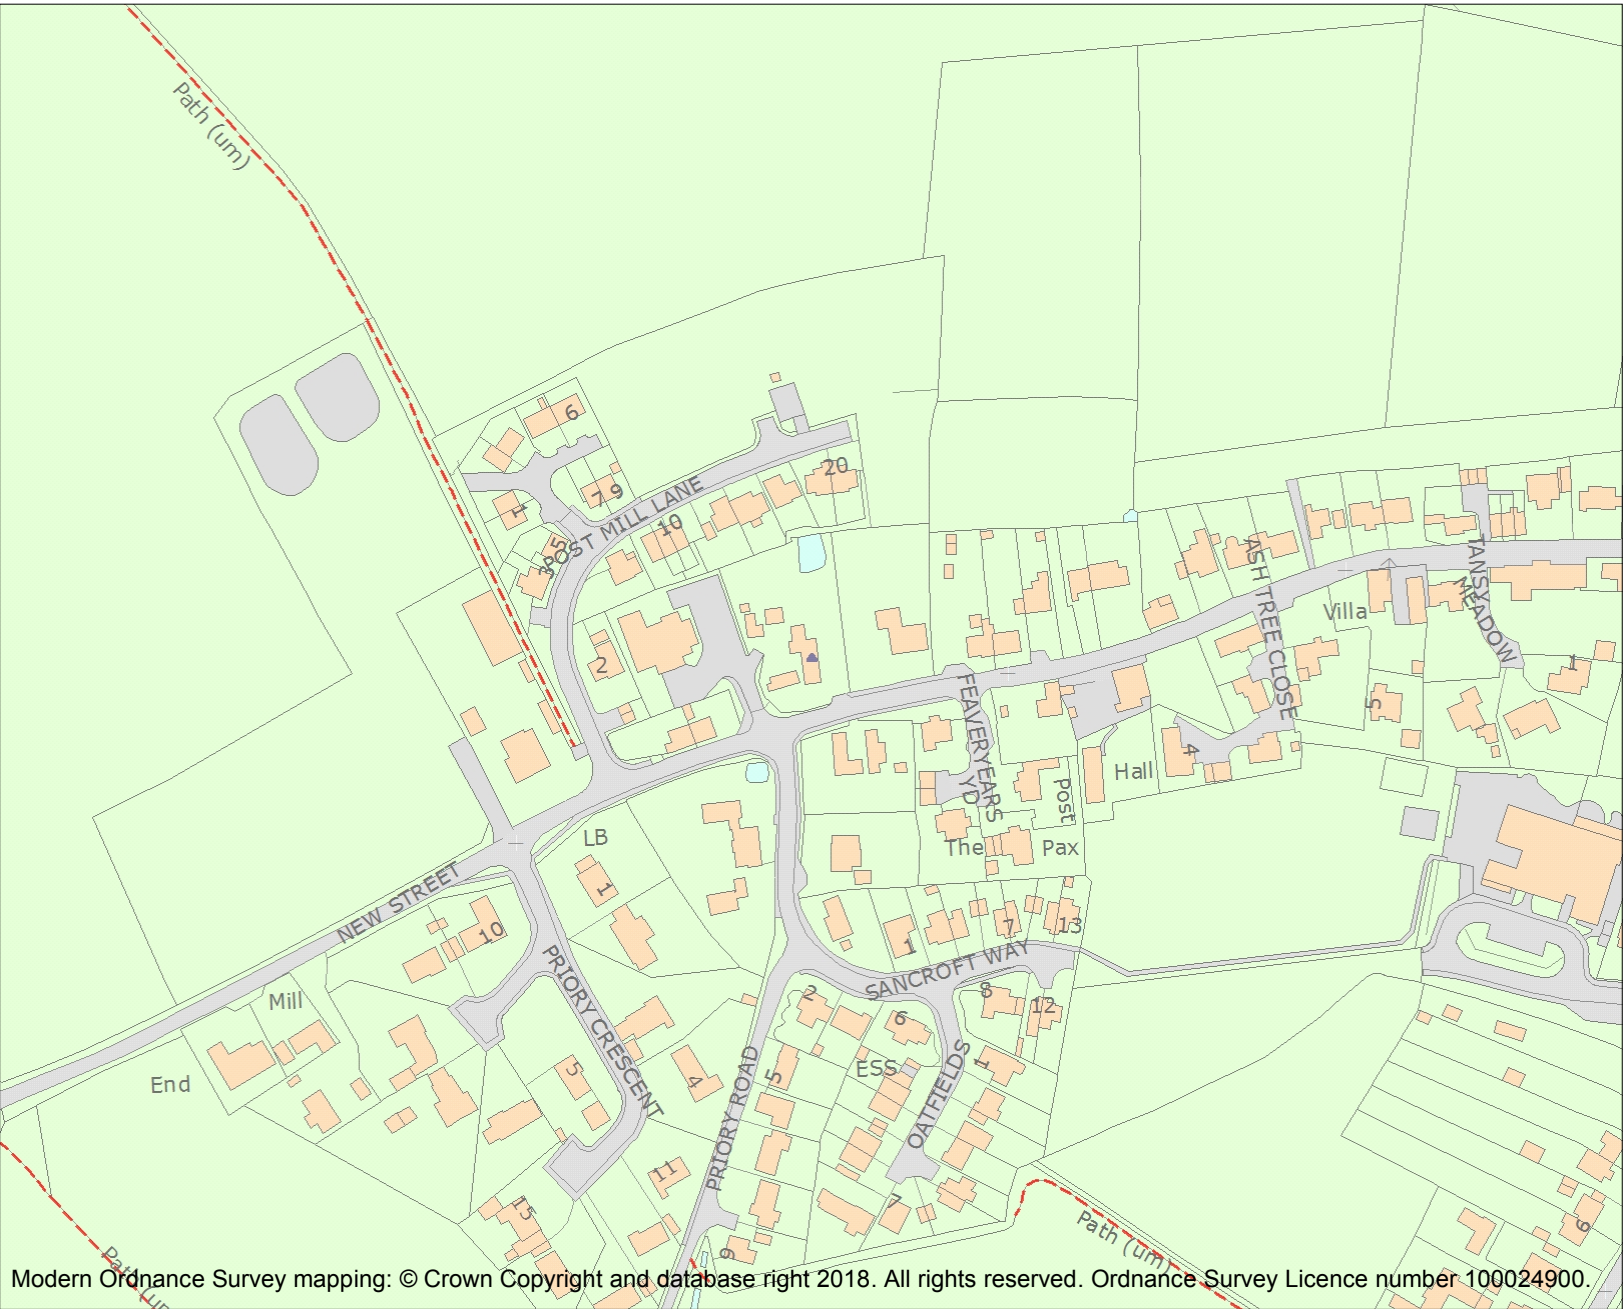 Path (um)
6
1
7 9
20
POST MILL LANE
10
5
3
2
ASH TREE CLOSE
TANSY
MEADOW
Villa
1
5
FEAVERYEARS
YD
4
Hall
Post
The
Pax
LB
1
NEW STREET
10
PRIORY CRESCENT
1
7
13
SANCROFT WAY
2
8
12
6
Mill
End
5
4
5
ESS
1
OATFIELDS
PRIORY ROAD
11
15
7
9
Path (um)
6
Path (um)
Modern Ordnance Survey mapping: © Crown Copyright and database right 2018. All rights reserved. Ordnance Survey Licence number 100024900.